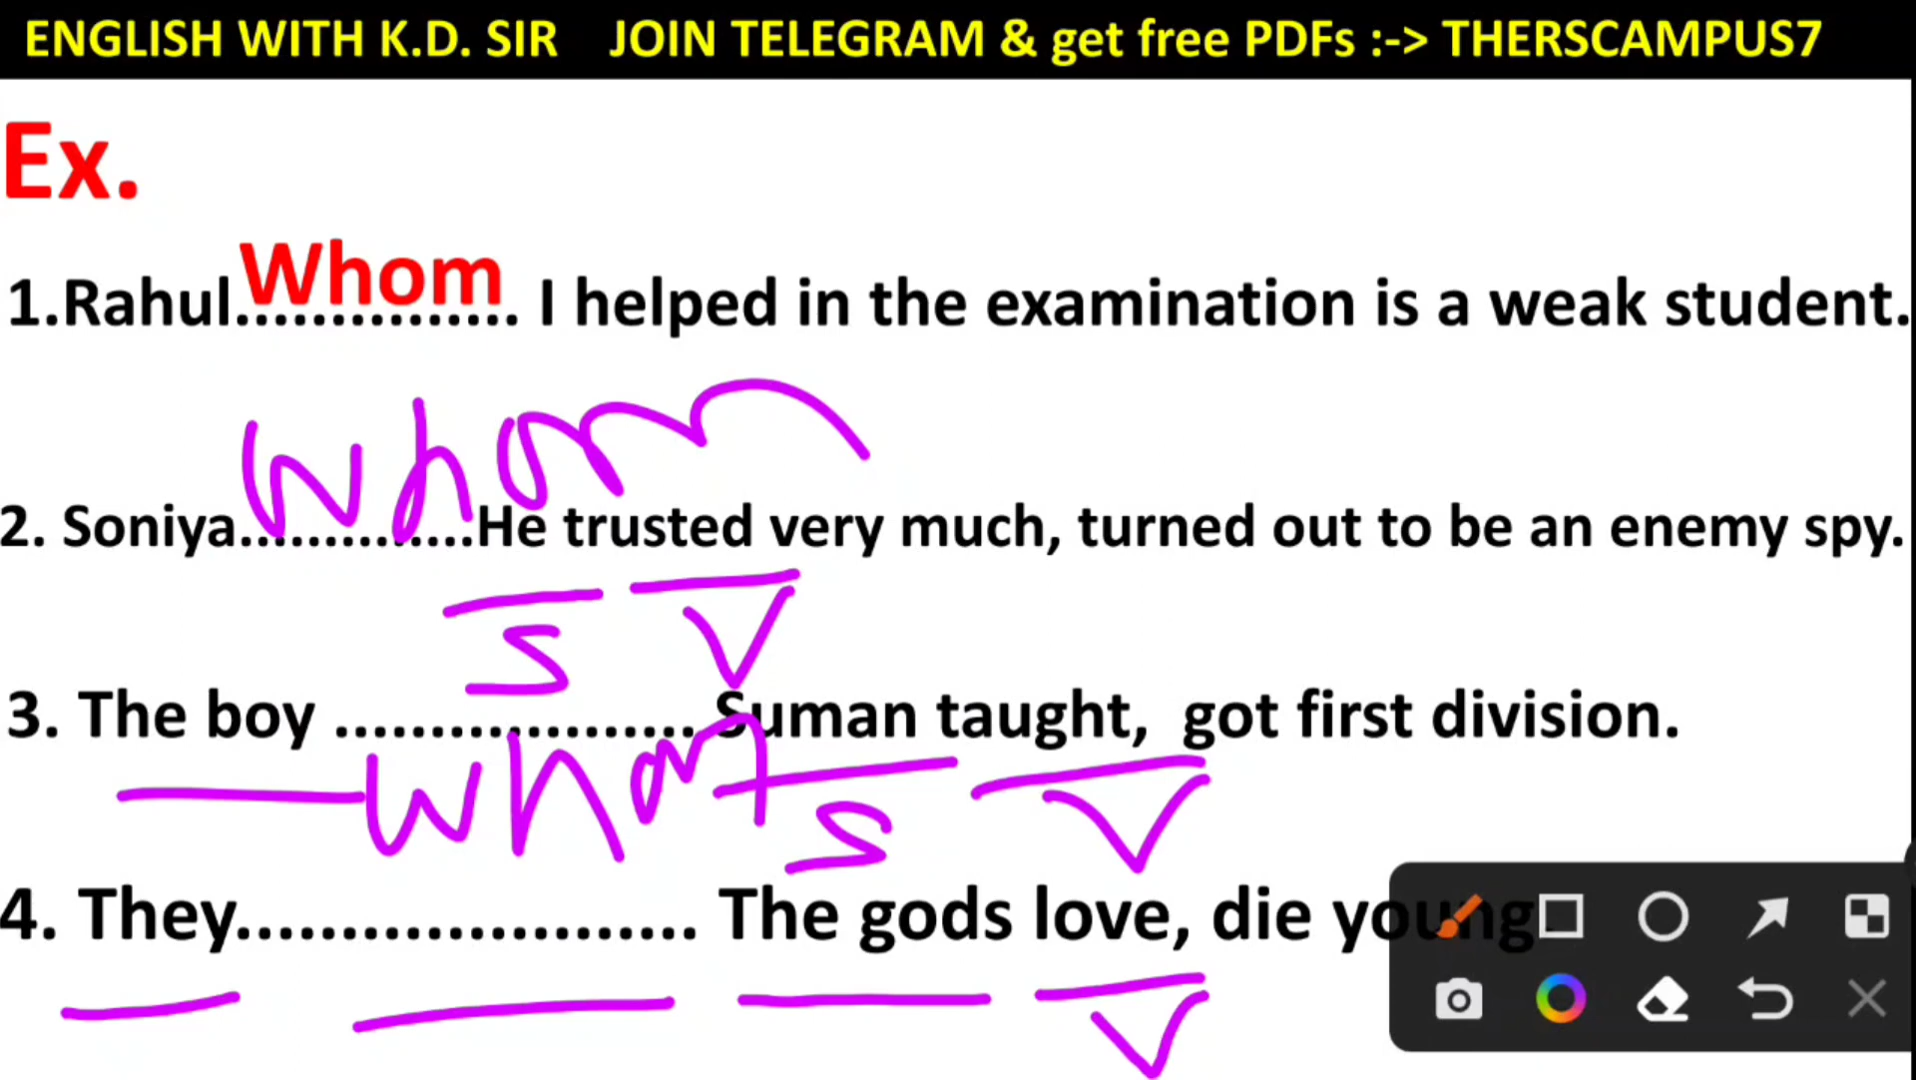 ENGLISH WITH K.D. SIR JOIN TELEGRAM & get free PDFs :-> THERSCAMPUS7
Ex.
1.Rahul...Whom... I helped in the examination is a weak student.
whom
2. Soniya.............He trusted very much, turned out to be an enemy spy.
S V
3. The boy ................... Suman taught, got first division.
whom S V
4. They...................... The gods love, die young.
V